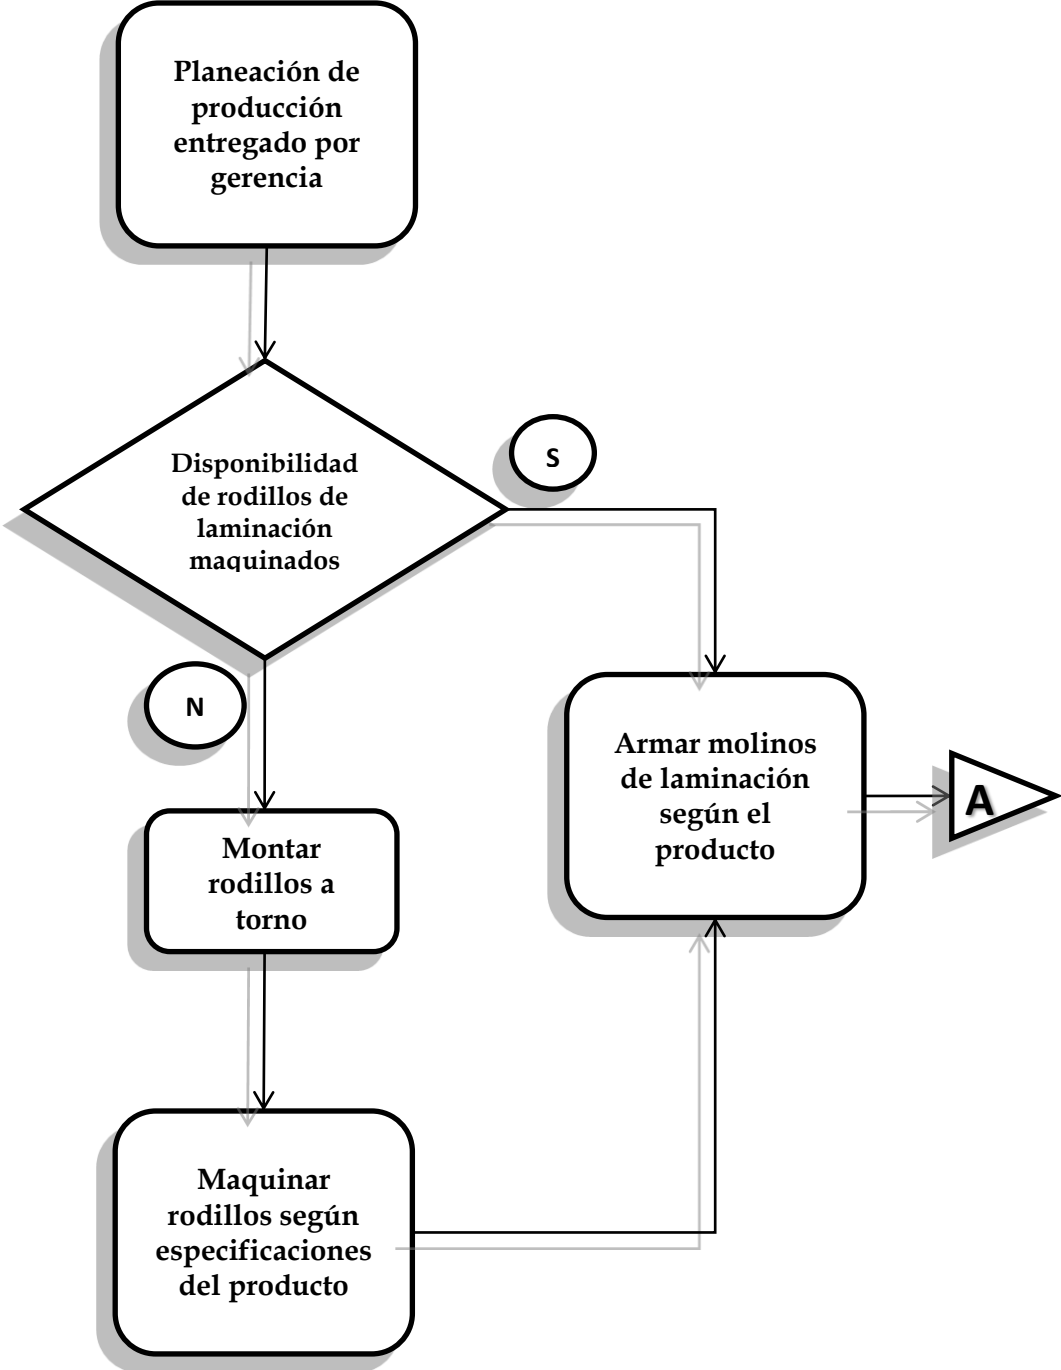 Planeación de
producción
entregado por
gerencia
Disponibilidad
de rodillos de
laminación
maquinados
S
N
Montar
rodillos a
torno
Armar molinos
de laminación
según el
producto
A
Maquinar
rodillos según
especificaciones
del producto